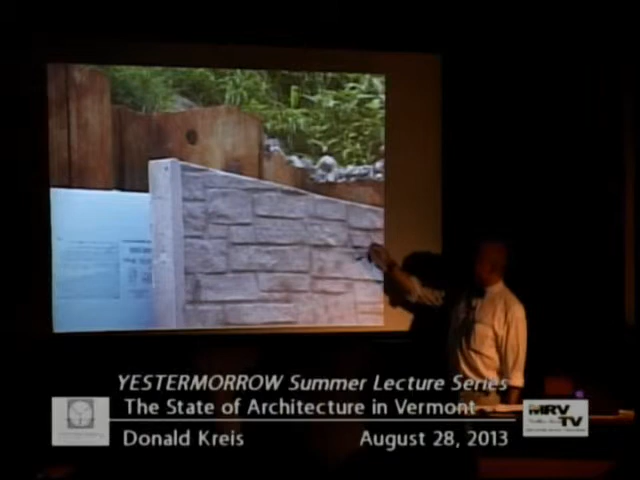 YESTERMORROW Summer Lecture Series
The State of Architecture in Vermont
Donald Kreis August 28, 2013
MRV
TV